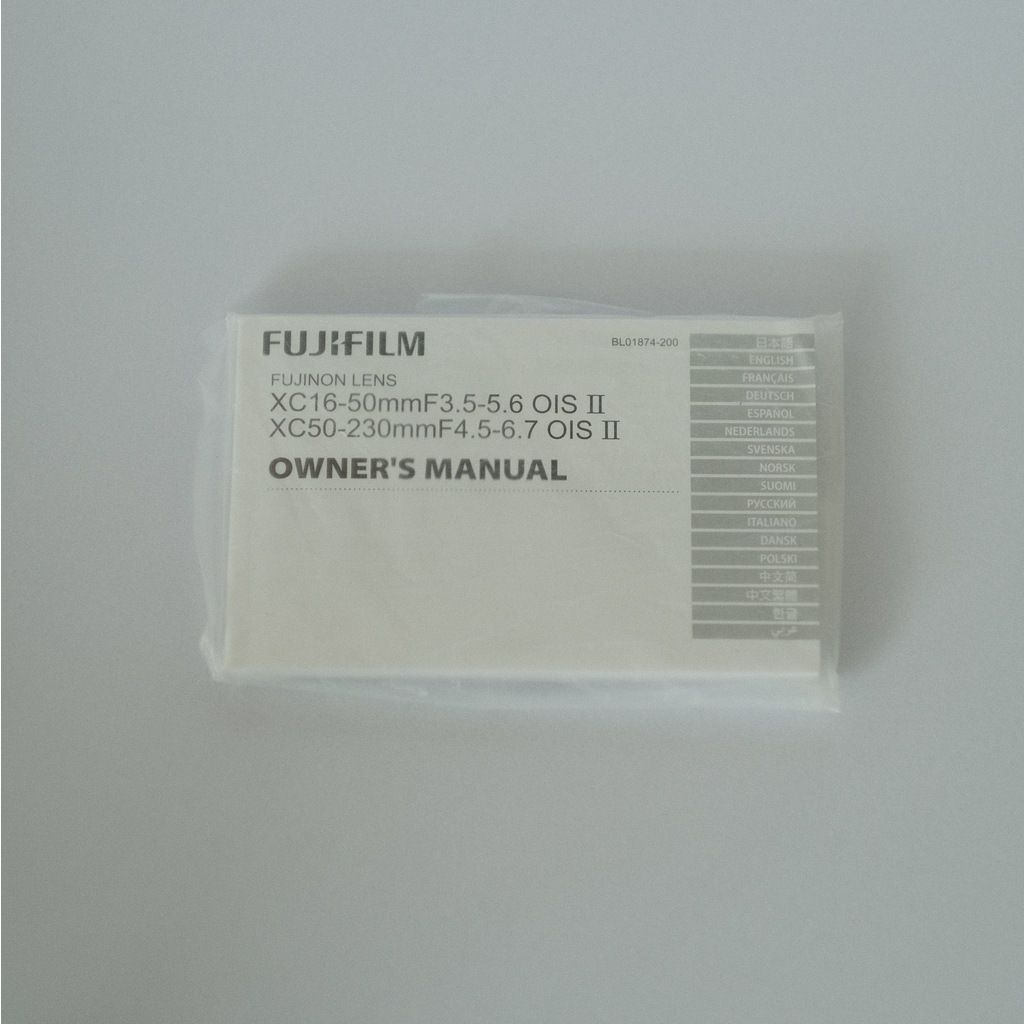 FUJIFILM
BL01874-200
FUJINON LENS
XC16-50mmF3.5-5.6 OIS II
XC50-230mmF4.5-6.7 OIS II
OWNER'S MANUAL
日本語
ENGLISH
FRANÇAIS
DEUTSCH
ESPAÑOL
NEDERLANDS
SVENSKA
NORSK
SUOMI
РУССКИЙ
ITALIANO
DANSK
POLSKI
中文简
中文繁體
한글
عربي